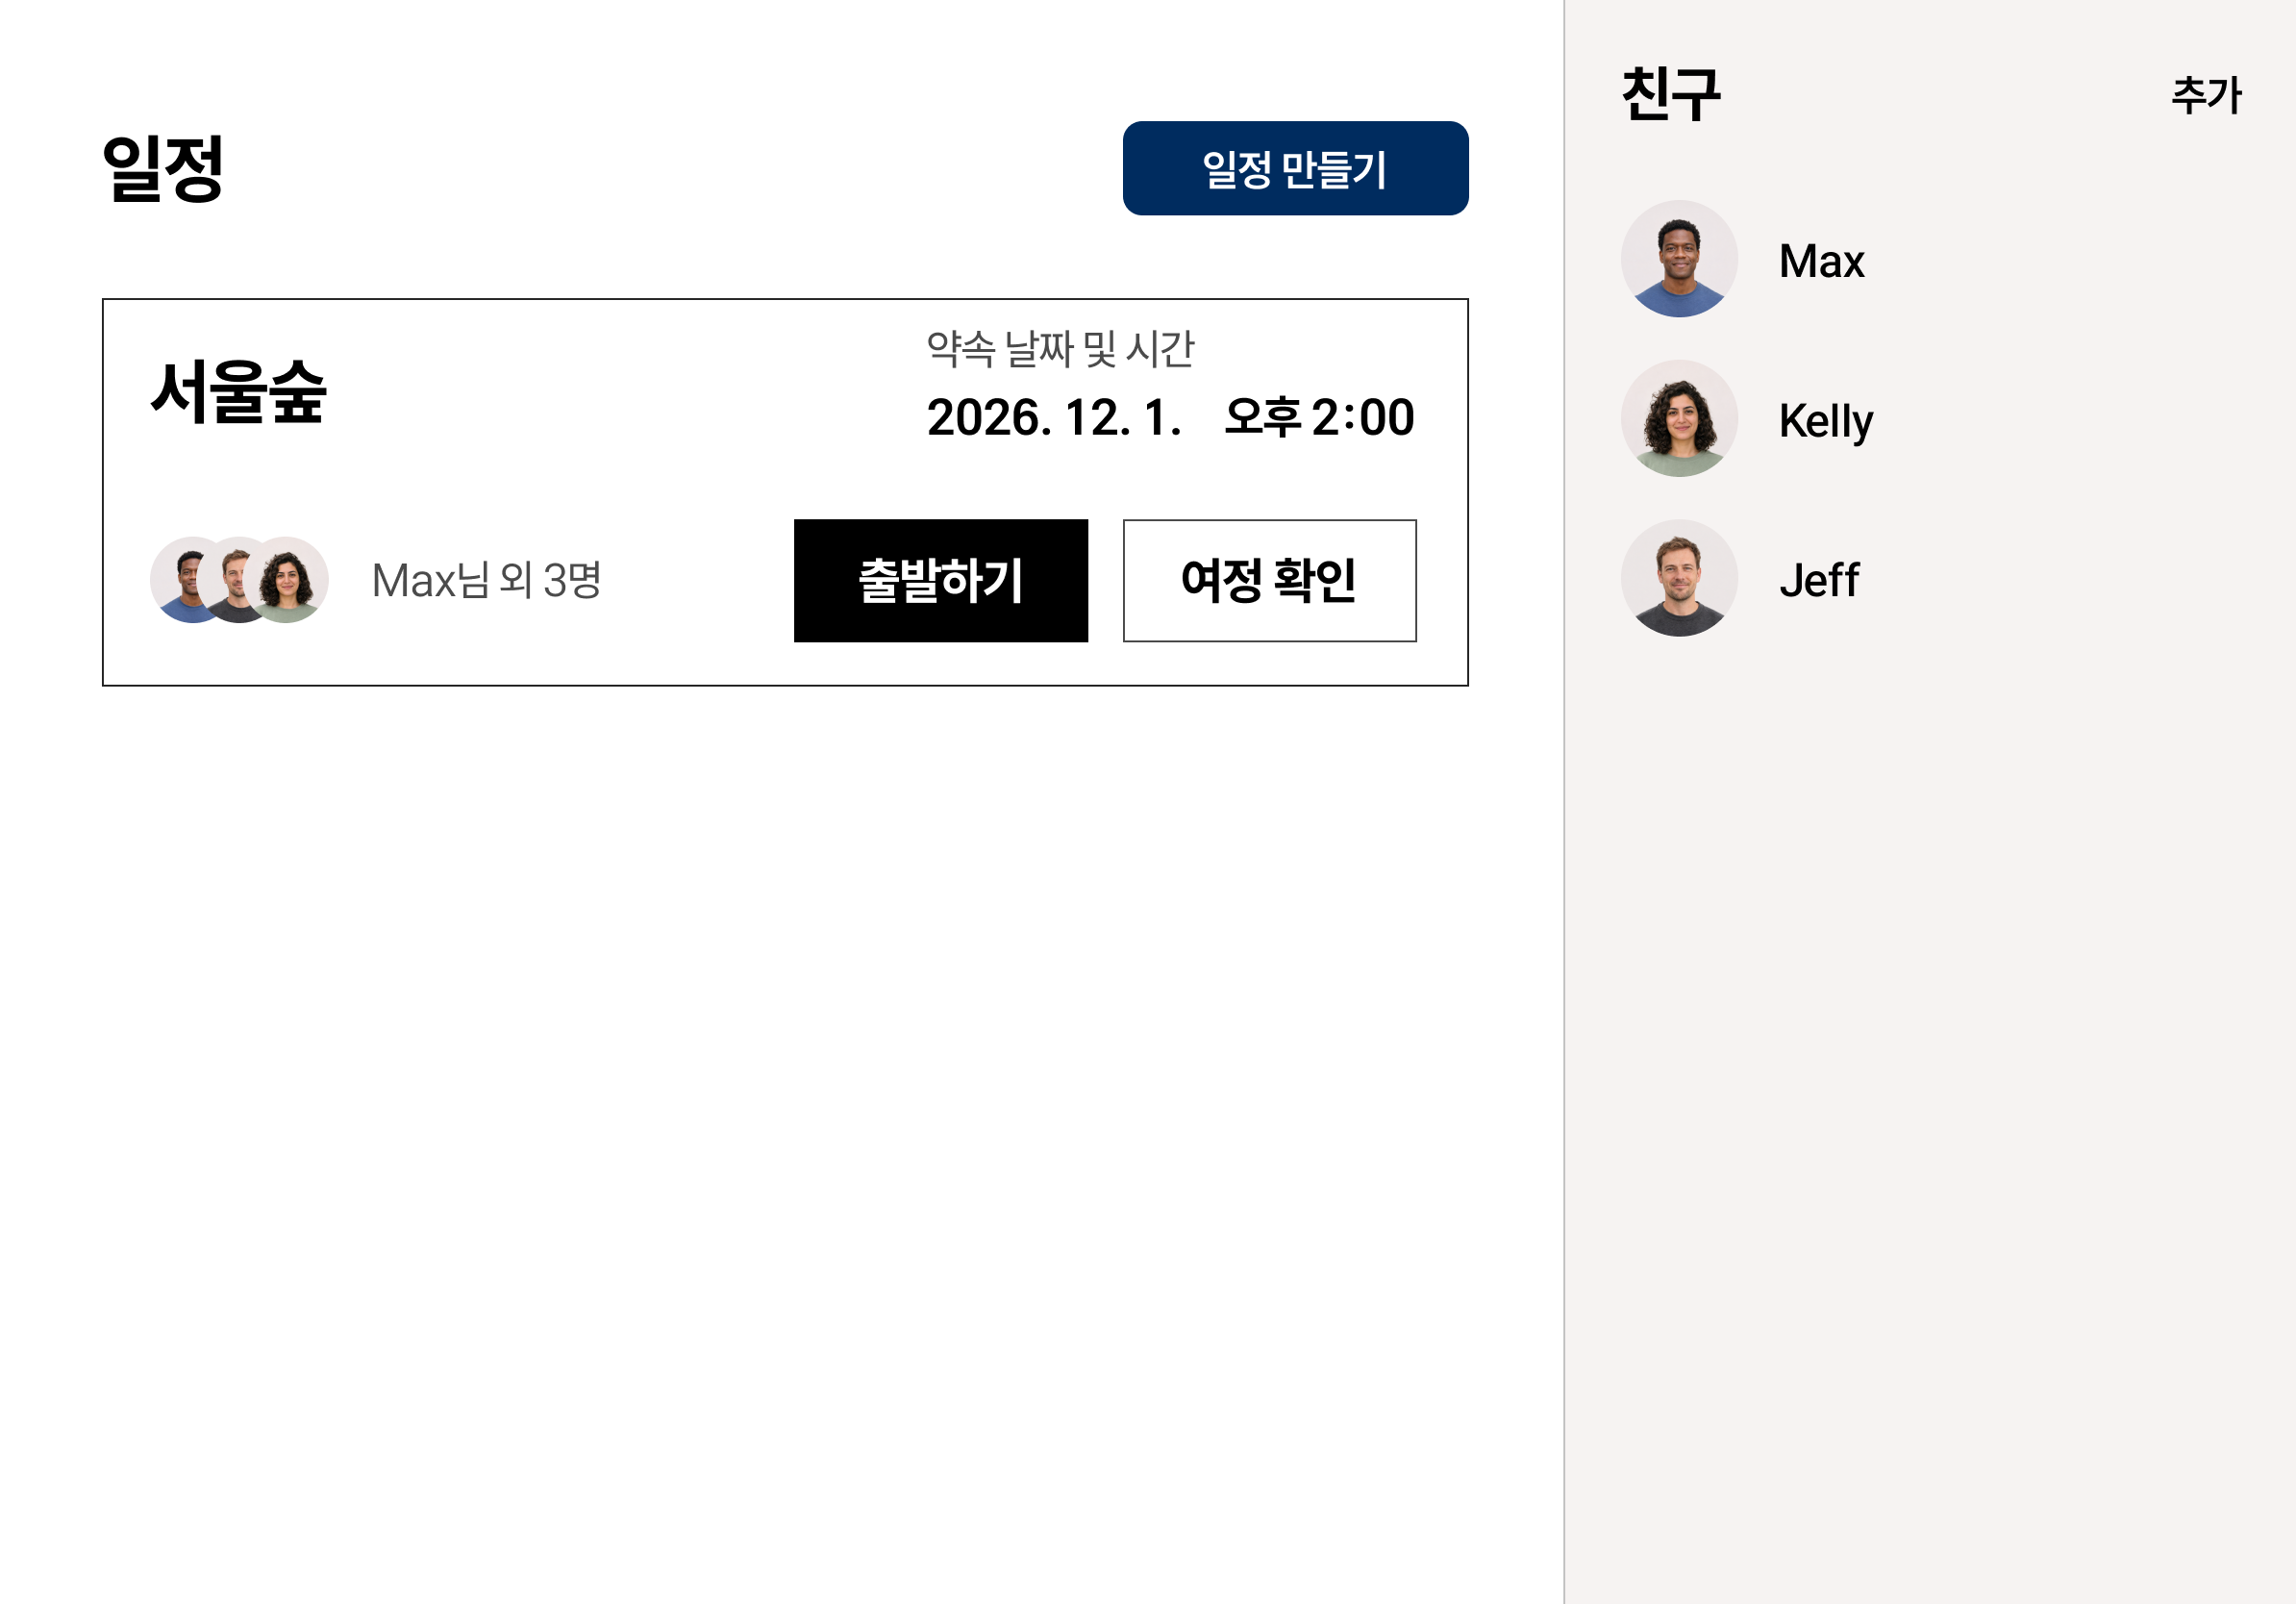 일정
일정 만들기
서울숲
약속 날짜 및 시간
2026. 12. 1. 오후 2:00
Max님 외 3명
출발하기
여정 확인
친구
추가
Max
Kelly
Jeff